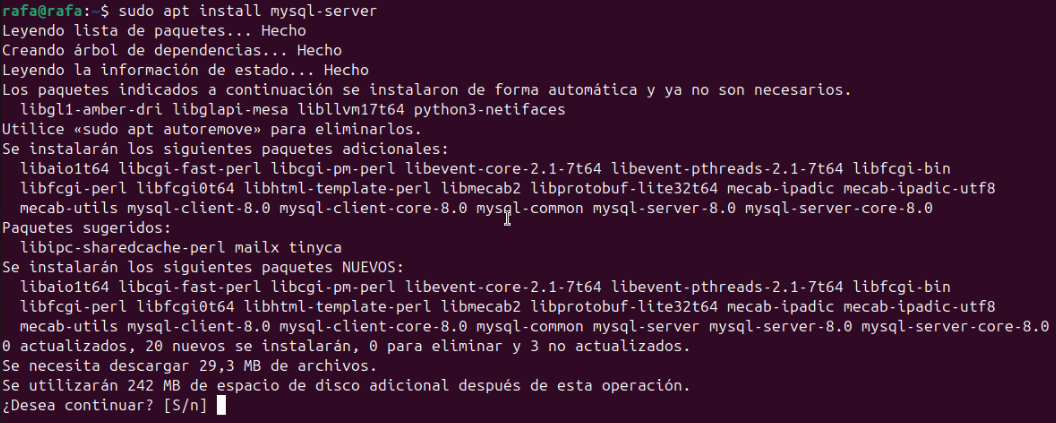 rafa@rafa:~$ sudo apt install mysql-server
Leyendo lista de paquetes... Hecho
Creando árbol de dependencias... Hecho
Leyendo la información de estado... Hecho
Los paquetes indicados a continuación se instalaron de forma automática y ya no son necesarios.
  libgl1-amber-dri libglapi-mesa libllvm17t64 python3-netifaces
Utilice «sudo apt autoremove» para eliminarlos.
Se instalarán los siguientes paquetes adicionales:
  libaio1t64 libcgi-fast-perl libcgi-pm-perl libevent-core-2.1-7t64 libevent-pthreads-2.1-7t64 libfcgi-bin
  libfcgi-perl libfcgi0t64 libhtml-template-perl libmecab2 libprotobuf-lite32t64 mecab-ipadic mecab-ipadic-utf8
  mecab-utils mysql-client-8.0 mysql-client-core-8.0 mysql-common mysql-server-8.0 mysql-server-core-8.0
Paquetes sugeridos:
  libipc-sharedcache-perl mailx tinyca
Se instalarán los siguientes paquetes NUEVOS:
  libaio1t64 libcgi-fast-perl libcgi-pm-perl libevent-core-2.1-7t64 libevent-pthreads-2.1-7t64 libfcgi-bin
  libfcgi-perl libfcgi0t64 libhtml-template-perl libmecab2 libprotobuf-lite32t64 mecab-ipadic mecab-ipadic-utf8
  mecab-utils mysql-client-8.0 mysql-client-core-8.0 mysql-common mysql-server mysql-server-8.0 mysql-server-core-8.0
0 actualizados, 20 nuevos se instalarán, 0 para eliminar y 3 no actualizados.
Se necesita descargar 29,3 MB de archivos.
Se utilizarán 242 MB de espacio de disco adicional después de esta operación.
¿Desea continuar? [S/n]